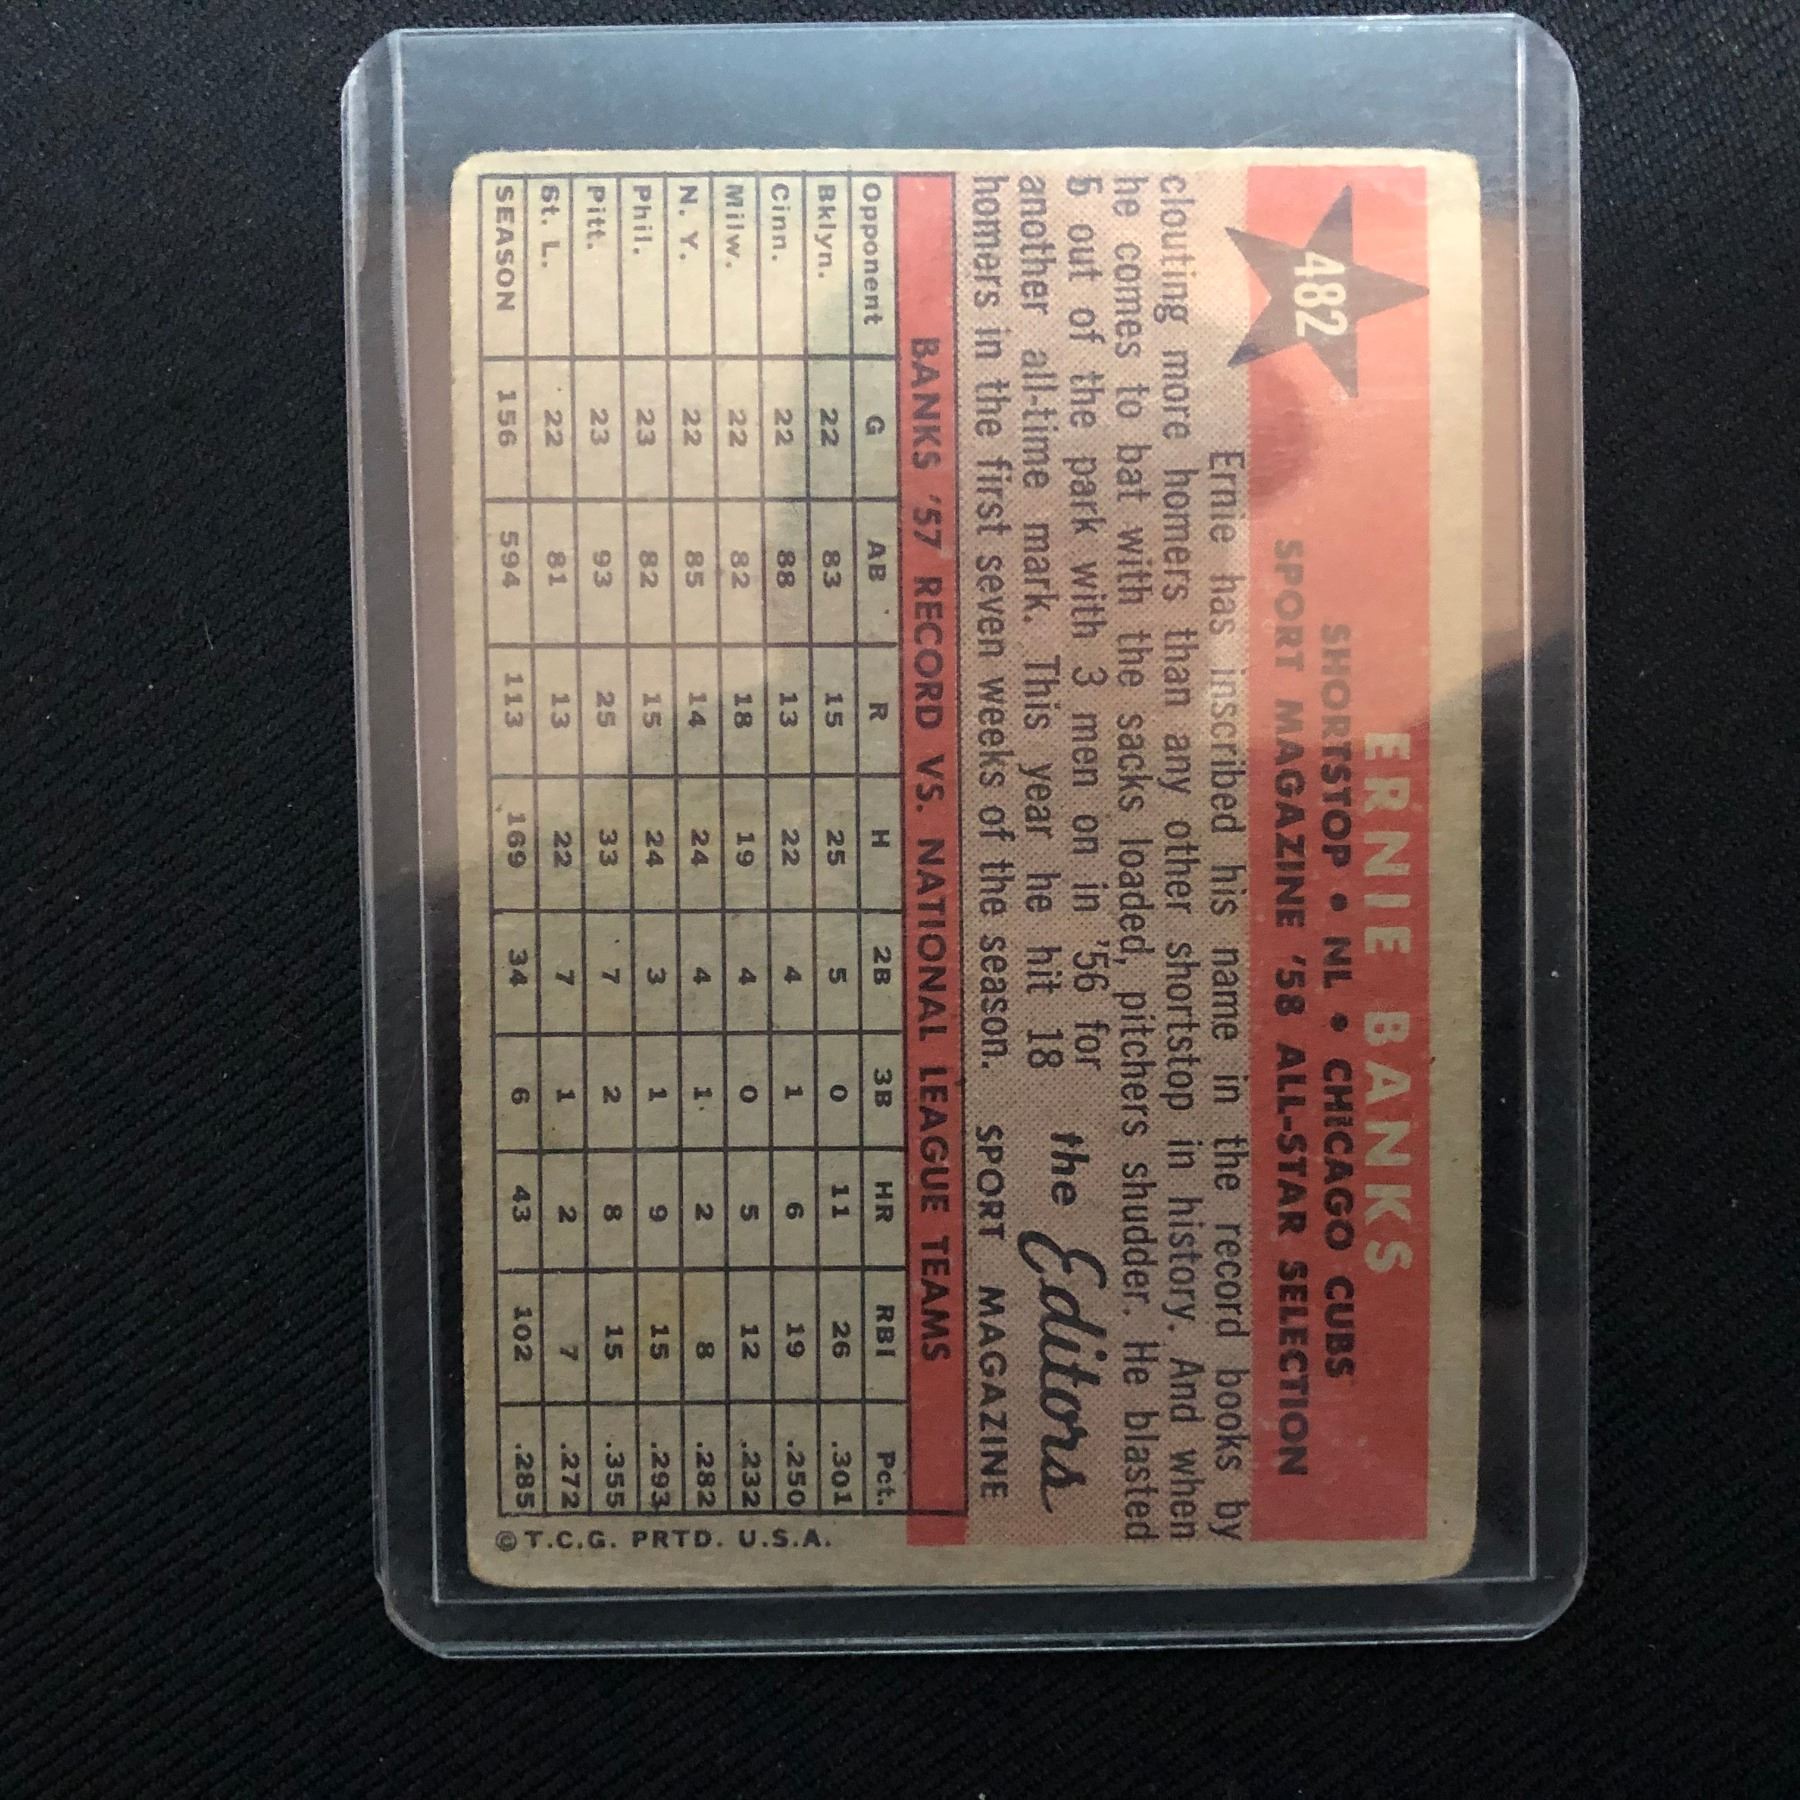 482
ERNIE BANKS
SHORTSTOP • NL • CHICAGO CUBS
SPORT MAGAZINE '58 ALL-STAR SELECTION
Ernie has inscribed his name in the record books by
clouting more homers than any other shortstop in history. And when
he comes to bat with the sacks loaded, pitchers shudder. He blasted
5 out of the park with 3 men on in '56 for
another all-time mark. This year he hit 18
homers in the first seven weeks of the season.
the Editors
SPORT MAGAZINE
BANKS '57 RECORD VS. NATIONAL LEAGUE TEAMS
Opponent G AB R H 2B 3B HR RBI Pct.
Bklyn. 22 83 15 25 5 0 11 26 .301
Cinn. 22 88 13 22 4 1 6 19 .250
Milw. 22 82 18 19 4 0 5 12 .232
N. Y. 22 85 14 24 4 1 2 8 .282
Phil. 23 82 15 24 3 1 9 15 .293
Pitt. 23 93 25 33 7 2 8 15 .355
St. L. 22 81 13 22 7 1 2 7 .272
SEASON 156 594 113 169 34 6 43 102 .285
©T.C.G. PRTD. U.S.A.